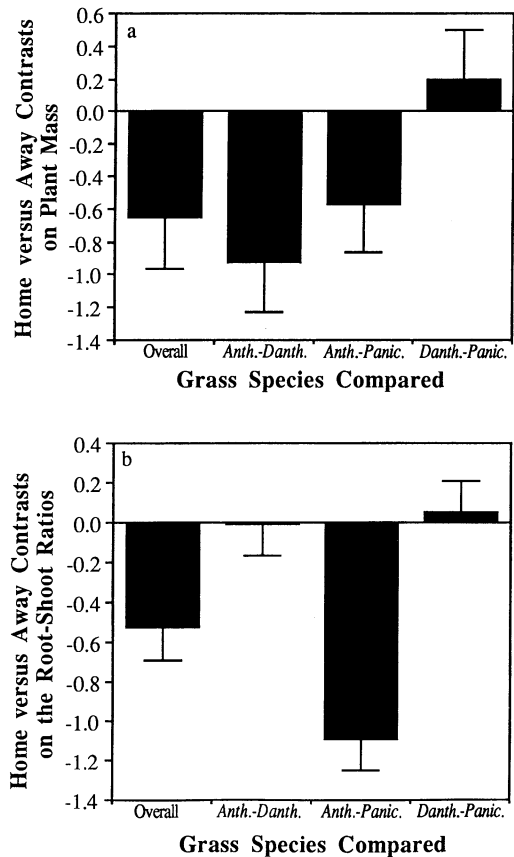 a
Home versus Away Contrasts
on Plant Mass
0.6
0.4
0.2
0.0
-0.2
-0.4
-0.6
-0.8
-1.0
-1.2
-1.4
Overall Anth.-Danth. Anth.-Panic. Danth.-Panic.
Grass Species Compared
b
Home versus Away Contrasts
on the Root-Shoot Ratios
0.4
0.2
0.0
-0.2
-0.4
-0.6
-0.8
-1.0
-1.2
-1.4
Overall Anth.-Danth. Anth.-Panic. Danth.-Panic.
Grass Species Compared